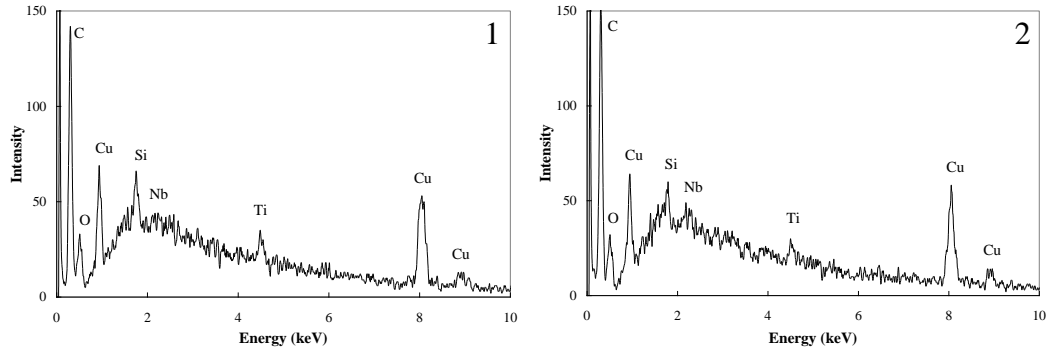 1
150
100
50
0
Intensity
C
O
Cu
Si
Nb
Ti
Cu
Cu
0 2 4 6 8 10
Energy (keV)
2
150
100
50
0
Intensity
C
O
Cu
Si
Nb
Ti
Cu
Cu
0 2 4 6 8 10
Energy (keV)